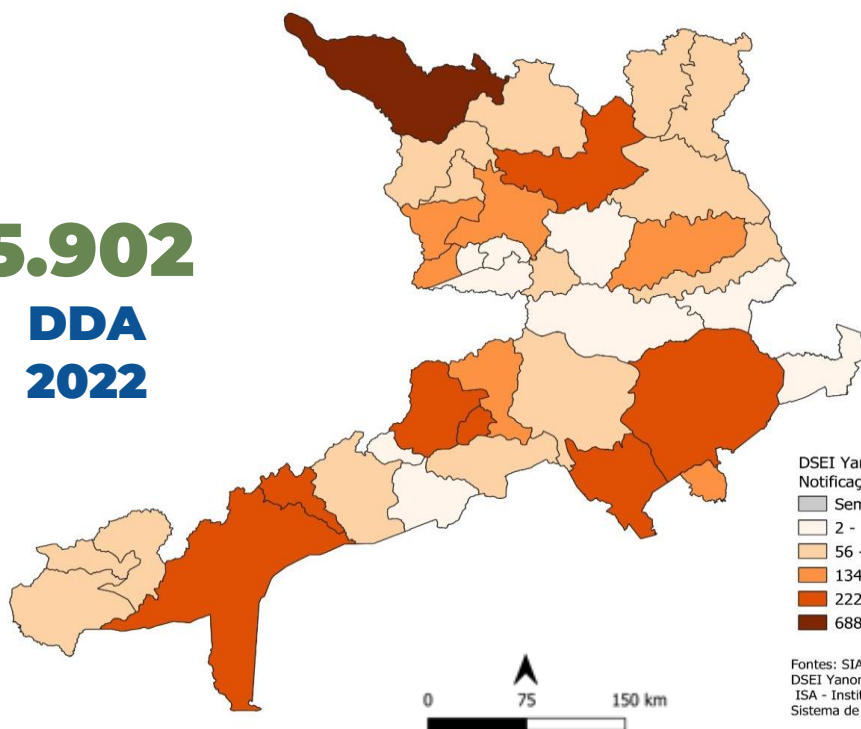 5.902
DDA
2022
DSEI Yan
Notificaç
Sem
2 -
56 -
134
222
688
0 75 150 km
Fontes: SIA
DSEI Yanor
ISA - Instit
Sistema de